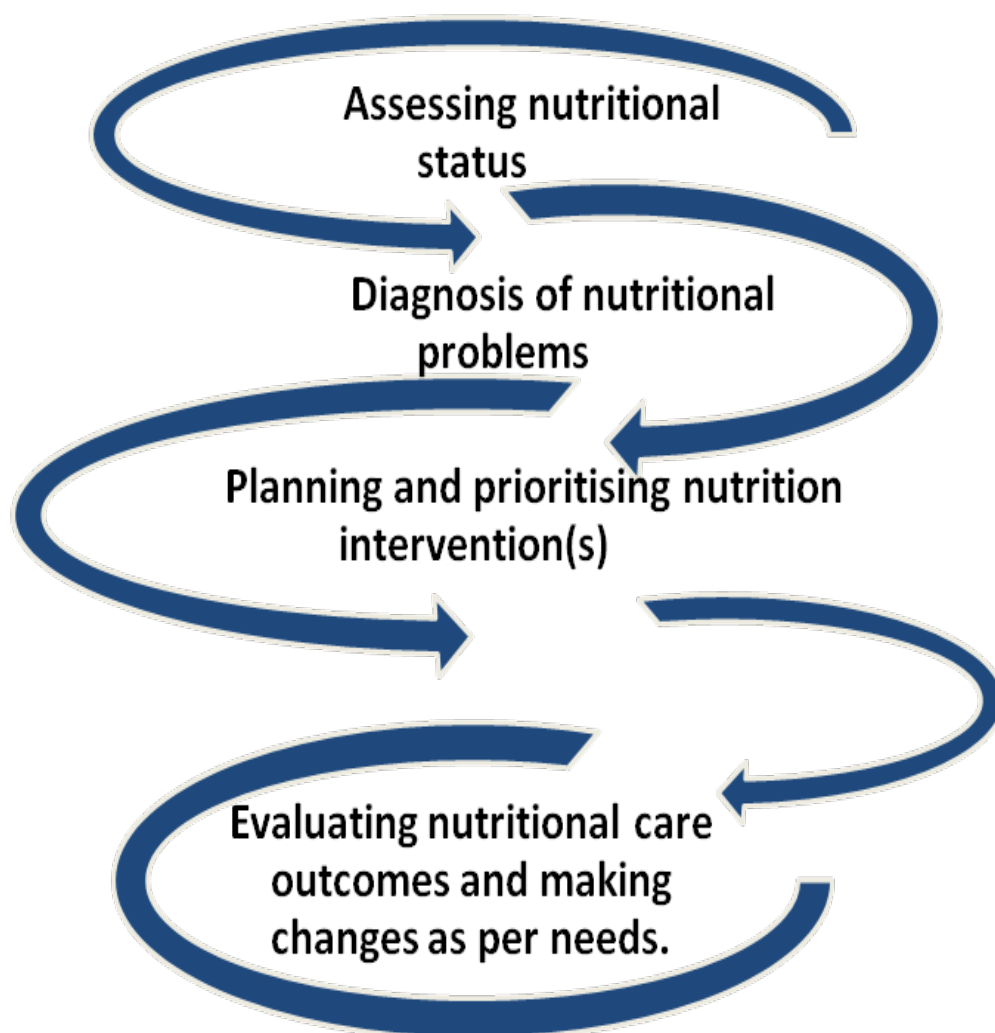 Assessing nutritional
status
Diagnosis of nutritional
problems
Planning and prioritising nutrition
intervention(s)
Evaluating nutritional care
outcomes and making
changes as per needs.